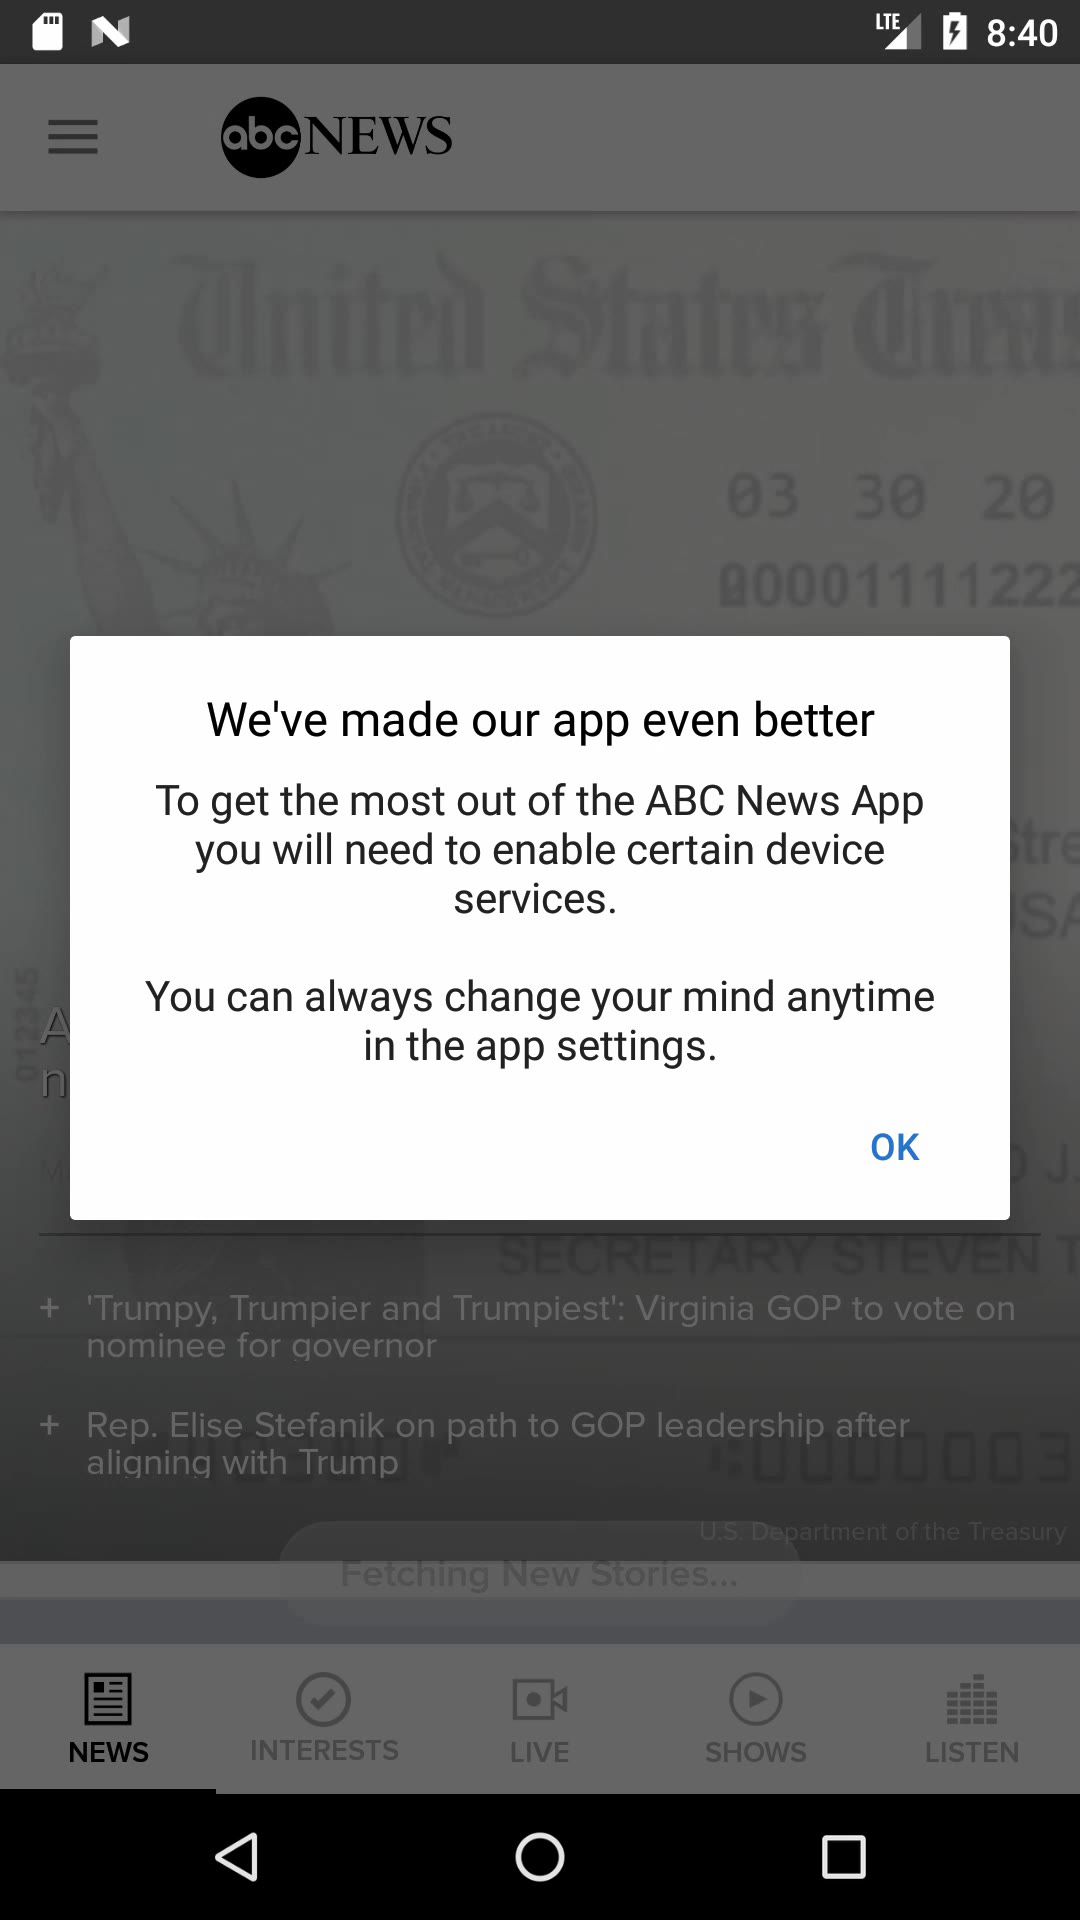 LTE 8:40
abc NEWS
United States Treas
03 30 20
00001111222
We've made our app even better
To get the most out of the ABC News App
you will need to enable certain device
services.
You can always change your mind anytime
in the app settings.
OK
012345
SECRETARY STEVEN T
+ 'Trumpy, Trumpier and Trumpiest': Virginia GOP to vote on
nominee for governor
+ Rep. Elise Stefanik on path to GOP leadership after
aligning with Trump
U.S. Department of the Treasury
Fetching New Stories...
NEWS INTERESTS LIVE SHOWS LISTEN